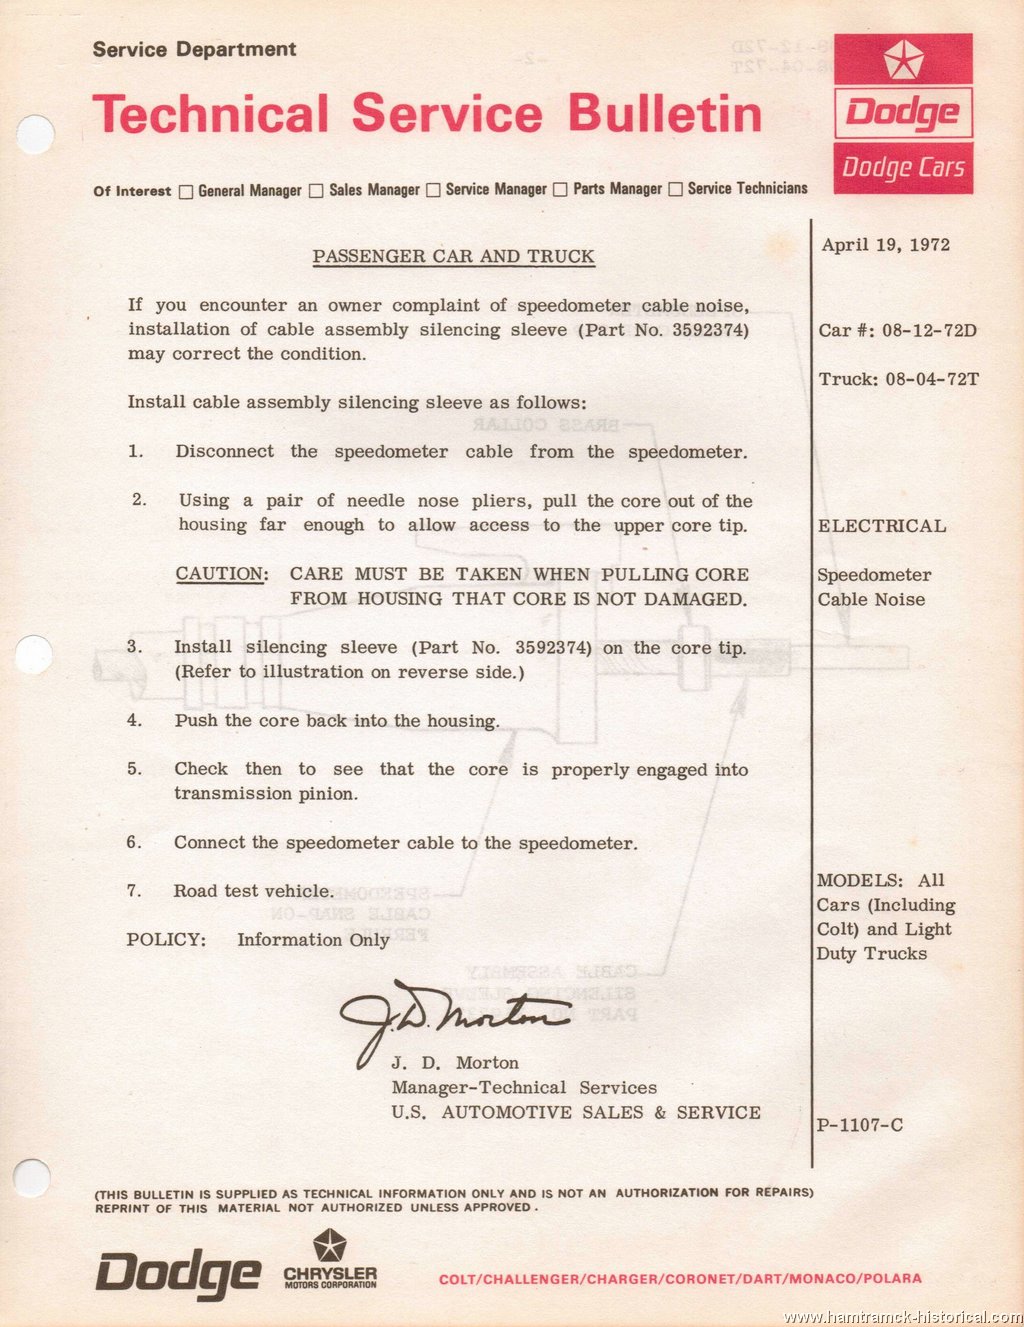 Service Department
Technical Service Bulletin
Dodge
Dodge Cars
Of Interest □ General Manager □ Sales Manager □ Service Manager □ Parts Manager □ Service Technicians
PASSENGER CAR AND TRUCK
April 19, 1972
If you encounter an owner complaint of speedometer cable noise,
installation of cable assembly silencing sleeve (Part No. 3592374)
may correct the condition.
Car #: 08-12-72D
Truck: 08-04-72T
Install cable assembly silencing sleeve as follows:
1. Disconnect the speedometer cable from the speedometer.
2. Using a pair of needle nose pliers, pull the core out of the
housing far enough to allow access to the upper core tip.
ELECTRICAL
CAUTION: CARE MUST BE TAKEN WHEN PULLING CORE
FROM HOUSING THAT CORE IS NOT DAMAGED.
Speedometer
Cable Noise
3. Install silencing sleeve (Part No. 3592374) on the core tip.
(Refer to illustration on reverse side.)
4. Push the core back into the housing.
5. Check then to see that the core is properly engaged into
transmission pinion.
6. Connect the speedometer cable to the speedometer.
7. Road test vehicle.
MODELS: All
Cars (Including
Colt) and Light
Duty Trucks
POLICY: Information Only
J. D. Morton
J. D. Morton
Manager-Technical Services
U.S. AUTOMOTIVE SALES & SERVICE
P-1107-C
(THIS BULLETIN IS SUPPLIED AS TECHNICAL INFORMATION ONLY AND IS NOT AN AUTHORIZATION FOR REPAIRS)
REPRINT OF THIS MATERIAL NOT AUTHORIZED UNLESS APPROVED.
Dodge
CHRYSLER
MOTORS CORPORATION
COLT/CHALLENGER/CHARGER/CORONET/DART/MONACO/POLARA
www.hamtramck-historical.com